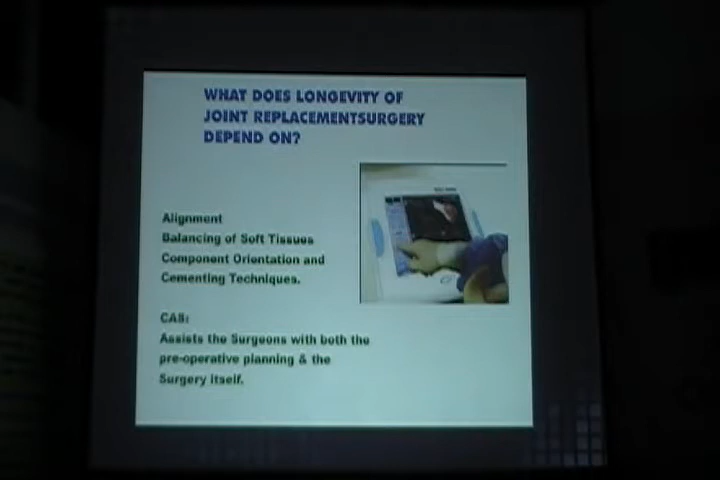 WHAT DOES LONGEVITY OF
JOINT REPLACEMENTSURGERY
DEPEND ON?
Alignment
Balancing of Soft Tissues
Component Orientation and
Cementing Techniques.
CAS:
Assists the Surgeons with both the
pre-operative planning & the
Surgery itself.